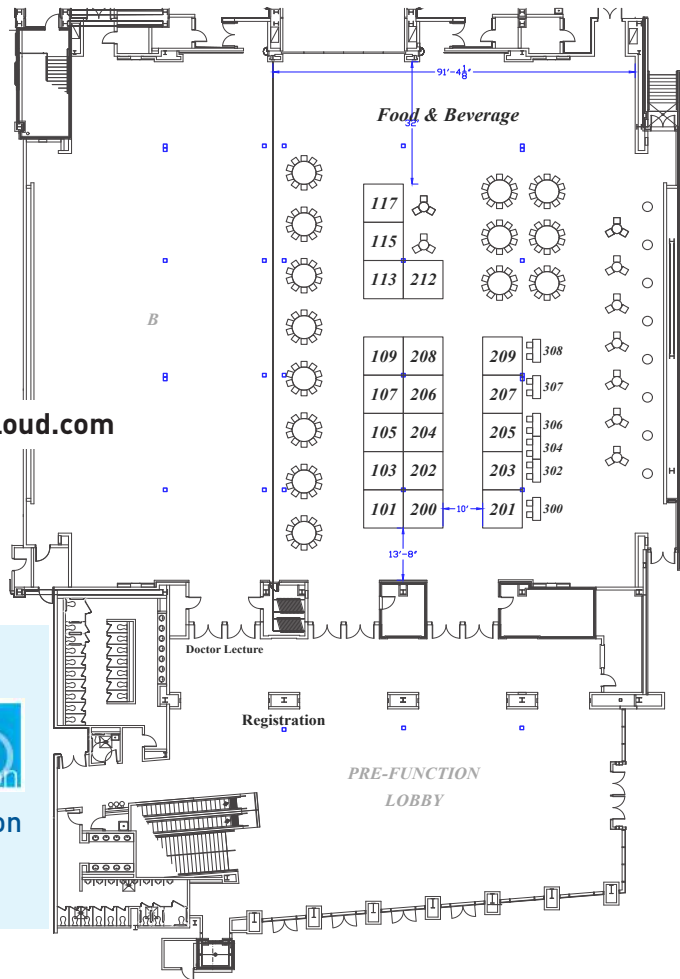 91'-4⅛"
Food & Beverage
32'
117
115
113 212
B
109 208 209 308
107 206 207 307
loud.com
105 204 205 306
304
103 202 203 302
101 200 10' 201 300
13'-8"
Doctor Lecture
Registration
PRE-FUNCTION
LOBBY
on